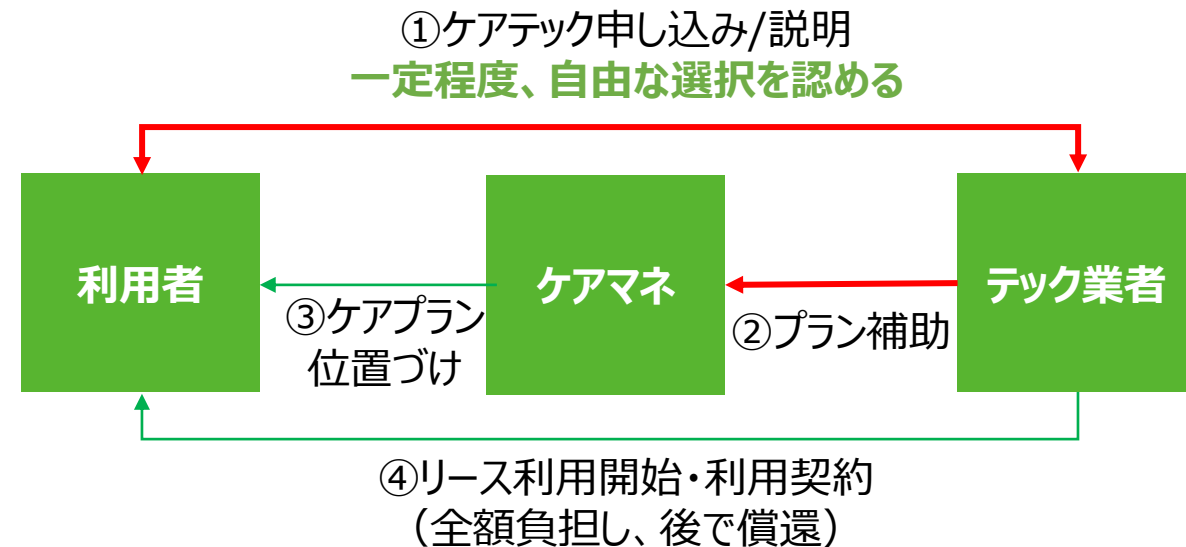 ①ケアテック申し込み/説明
一定程度、自由な選択を認める
利用者
ケアマネ
テック業者
③ケアプラン
位置づけ
②プラン補助
④リース利用開始・利用契約
（全額負担し、後で償還）